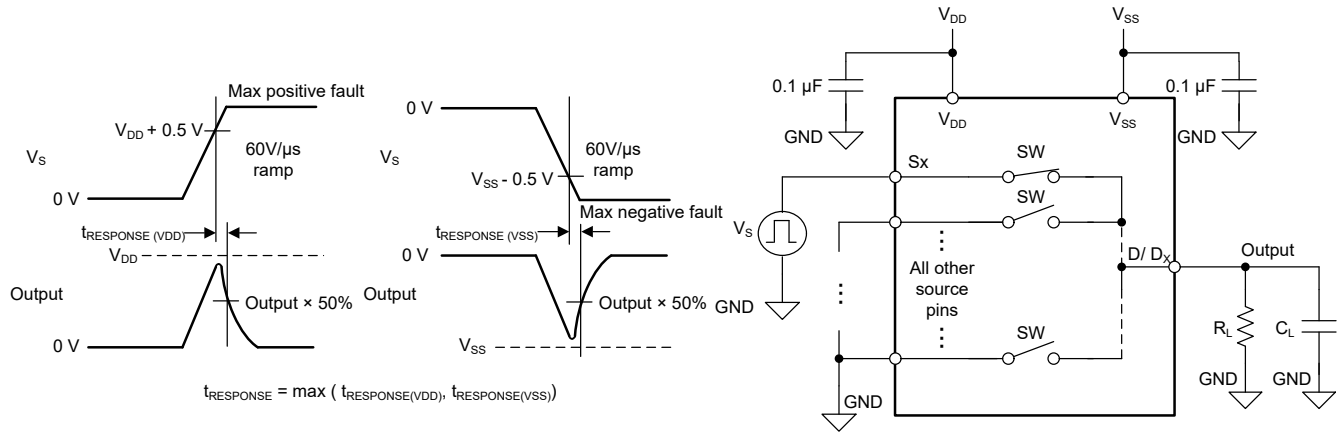 Max positive fault
V_DD + 0.5 V
60V/µs
ramp
V_S
0 V
t_RESPONSE (VDD)
V_DD
Output
Output × 50%
0 V
0 V
60V/µs
ramp
V_SS - 0.5 V
Max negative fault
t_RESPONSE (VSS)
0 V
Output
Output × 50%
V_SS
t_RESPONSE = max ( t_RESPONSE(VDD), t_RESPONSE(VSS))
V_DD
V_SS
0.1 µF
0.1 µF
GND
V_DD
V_SS
GND
Sx
SW
SW
V_S
GND
All other
source
pins
D/ D_X
Output
SW
R_L
C_L
GND
GND
GND